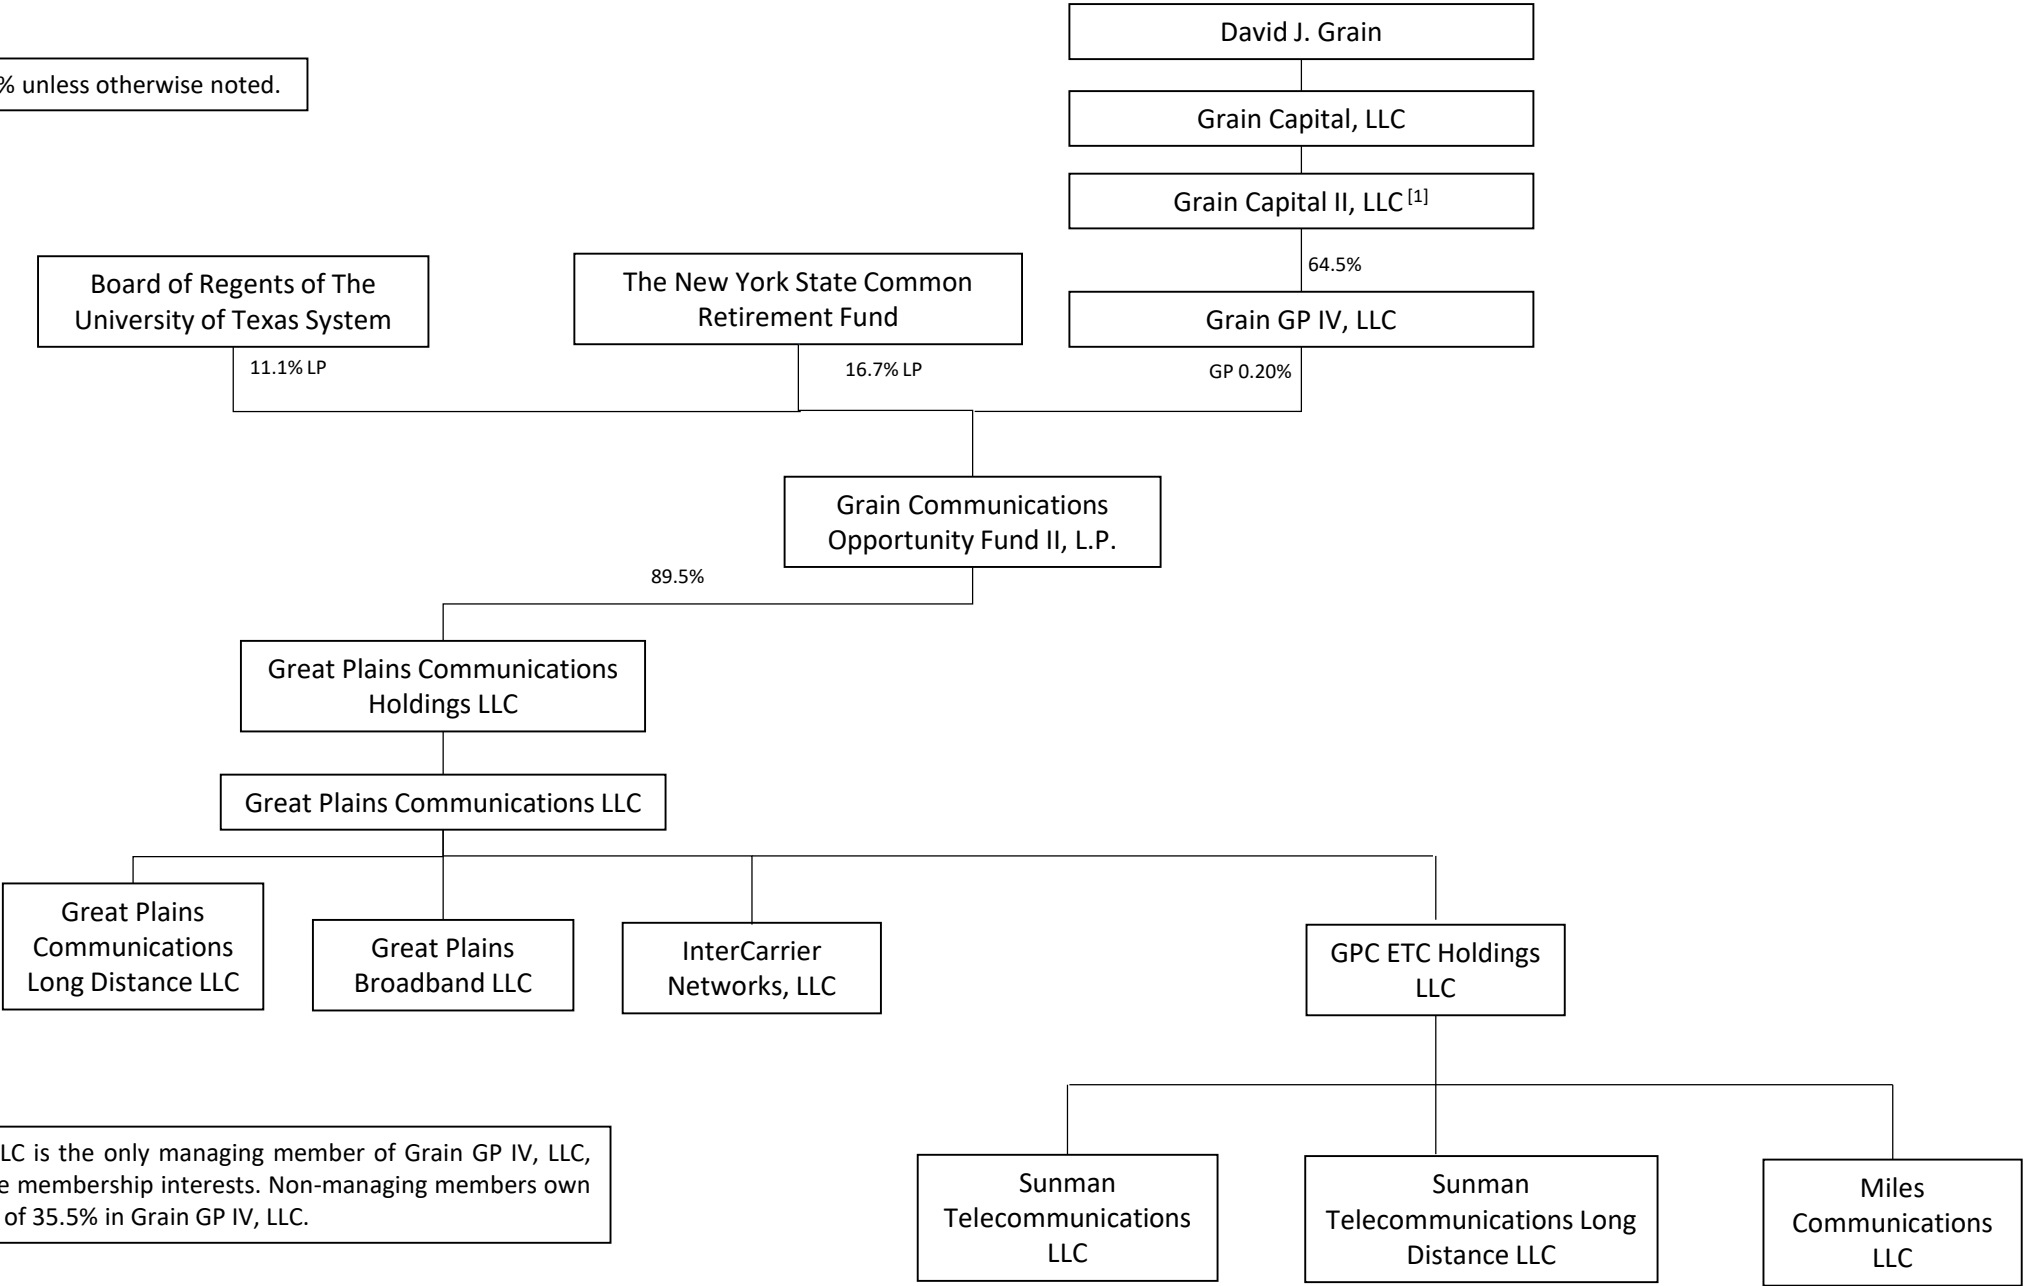 David J. Grain
% unless otherwise noted.
Grain Capital, LLC
Grain Capital II, LLC [1]
64.5%
Board of Regents of The
University of Texas System
The New York State Common
Retirement Fund
Grain GP IV, LLC
11.1% LP
16.7% LP
GP 0.20%
Grain Communications
Opportunity Fund II, L.P.
89.5%
Great Plains Communications
Holdings LLC
Great Plains Communications LLC
Great Plains
Communications
Long Distance LLC
Great Plains
Broadband LLC
InterCarrier
Networks, LLC
GPC ETC Holdings
LLC
LC is the only managing member of Grain GP IV, LLC,
e membership interests. Non-managing members own
of 35.5% in Grain GP IV, LLC.
Sunman
Telecommunications
LLC
Sunman
Telecommunications Long
Distance LLC
Miles
Communications
LLC